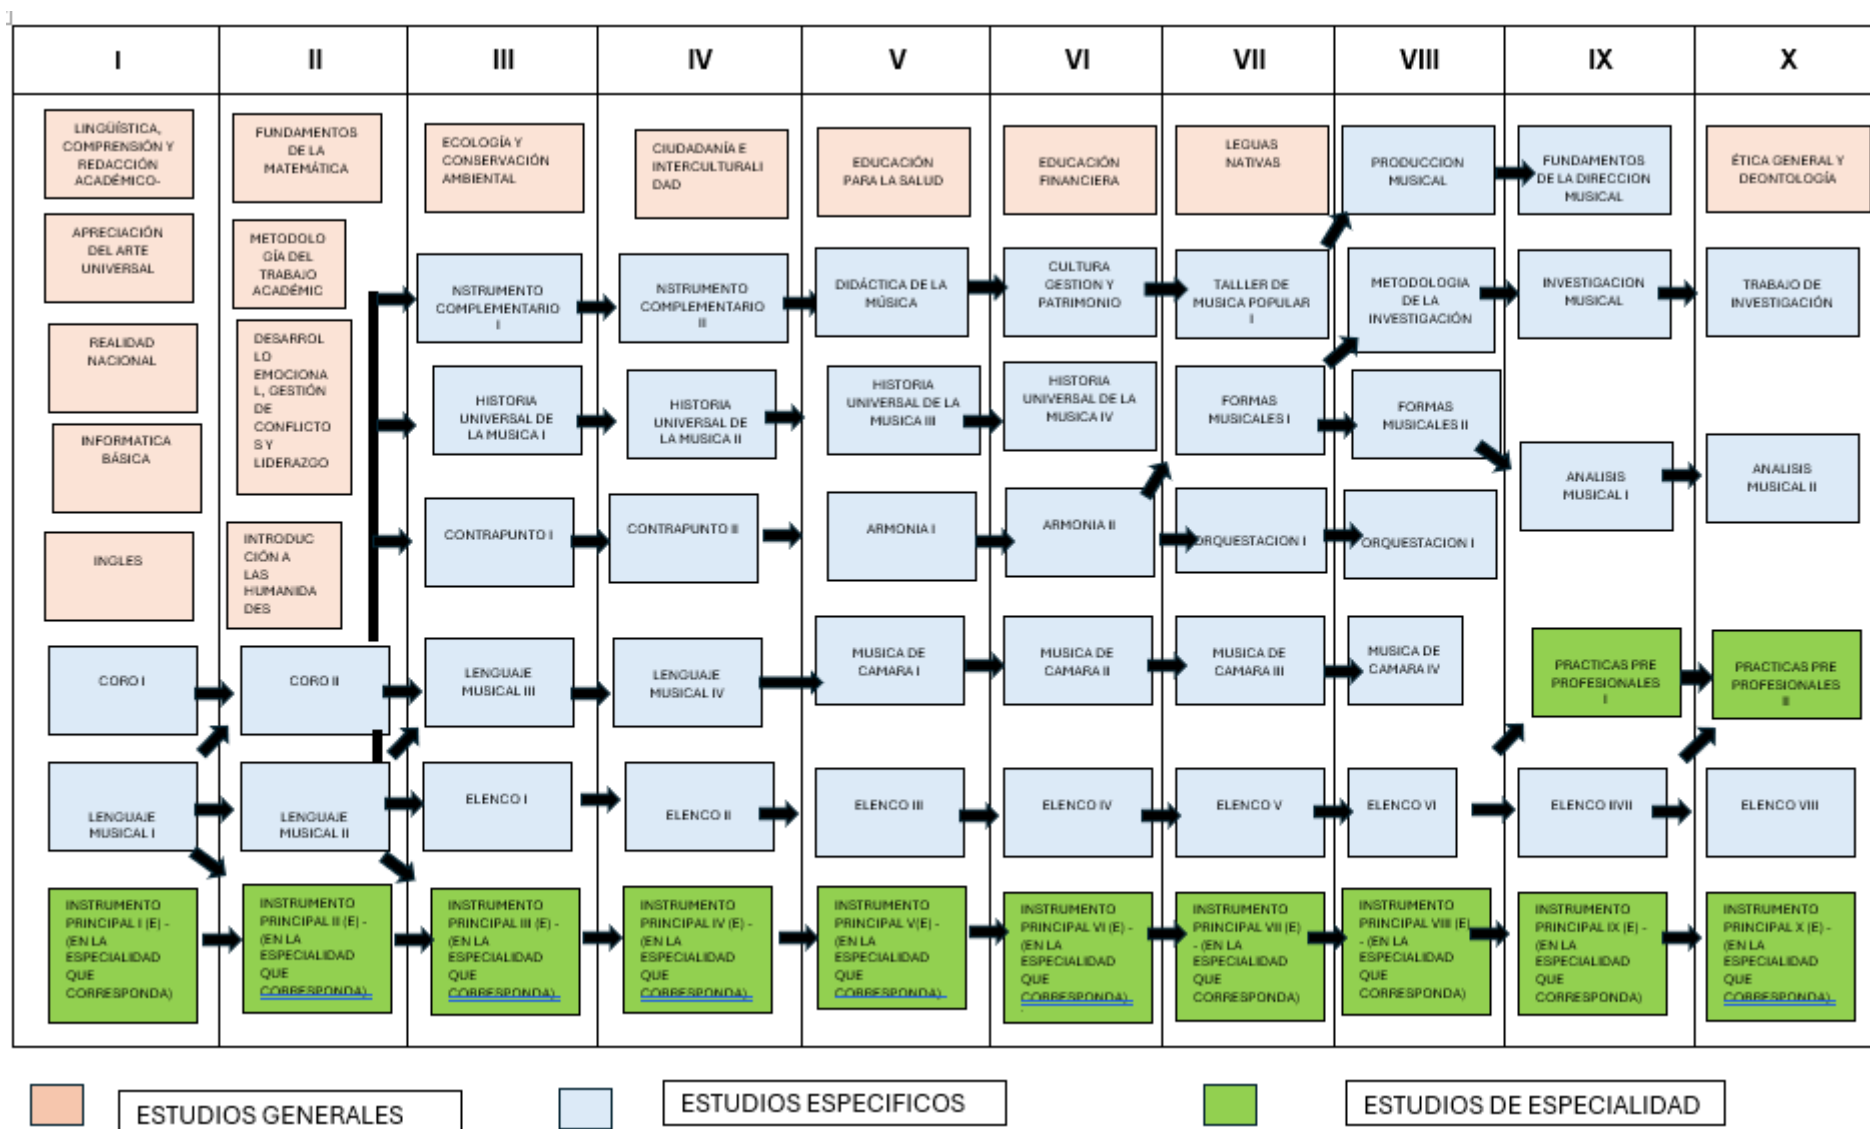 I
II
III
IV
V
VI
VII
VIII
IX
X
LINGÜÍSTICA,
COMPRENSIÓN Y
REDACCIÓN
ACADÉMICO-
APRECIACIÓN
DEL ARTE
UNIVERSAL
REALIDAD
NACIONAL
INFORMATICA
BÁSICA
INGLES
CORO I
LENGUAJE
MUSICAL I
INSTRUMENTO
PRINCIPAL I (E) -
(EN LA
ESPECIALIDAD
QUE
CORRESPONDA)
FUNDAMENTOS
DE LA
MATEMÁTICA
METODOLO
GÍA DEL
TRABAJO
ACADÉMIC
DESARROL
LO
EMOCIONA
L, GESTIÓN
DE
CONFLICTO
S Y
LIDERAZGO
INTRODUC
CIÓN A
LAS
HUMANIDA
DES
CORO II
LENGUAJE
MUSICAL II
INSTRUMENTO
PRINCIPAL II (E) -
(EN LA
ESPECIALIDAD
QUE
CORRESPONDA)
ECOLOGÍA Y
CONSERVACIÓN
AMBIENTAL
NSTRUMENTO
COMPLEMENTARIO
I
HISTORIA
UNIVERSAL DE
LA MUSICA I
CONTRAPUNTO I
LENGUAJE
MUSICAL III
ELENCO I
INSTRUMENTO
PRINCIPAL III (E) -
(EN LA
ESPECIALIDAD
QUE
CORRESPONDA)
CIUDADANÍA E
INTERCULTURALI
DAD
NSTRUMENTO
COMPLEMENTARIO
II
HISTORIA
UNIVERSAL DE
LA MUSICA II
CONTRAPUNTO II
LENGUAJE
MUSICAL IV
ELENCO II
INSTRUMENTO
PRINCIPAL IV (E) -
(EN LA
ESPECIALIDAD
QUE
CORRESPONDA)
EDUCACIÓN
PARA LA SALUD
DIDÁCTICA DE LA
MÚSICA
HISTORIA
UNIVERSAL DE LA
MUSICA III
ARMONIA I
MUSICA DE
CAMARA I
ELENCO III
INSTRUMENTO
PRINCIPAL V(E) -
(EN LA
ESPECIALIDAD
QUE
CORRESPONDA)
EDUCACIÓN
FINANCIERA
CULTURA
GESTION Y
PATRIMONIO
HISTORIA
UNIVERSAL DE LA
MUSICA IV
ARMONIA II
MUSICA DE
CAMARA II
ELENCO IV
INSTRUMENTO
PRINCIPAL VI (E) -
(EN LA
ESPECIALIDAD
QUE
CORRESPONDA)
LEGUAS
NATIVAS
TALLLER DE
MUSICA POPULAR
I
FORMAS
MUSICALES I
ORQUESTACION I
MUSICA DE
CAMARA III
ELENCO V
INSTRUMENTO
PRINCIPAL VII (E)
- (EN LA
ESPECIALIDAD
QUE
CORRESPONDA)
PRODUCCION
MUSICAL
METODOLOGIA
DE LA
INVESTIGACIÓN
FORMAS
MUSICALES II
ORQUESTACION I
MUSICA DE
CAMARA IV
ELENCO VI
INSTRUMENTO
PRINCIPAL VIII (E)
- (EN LA
ESPECIALIDAD
QUE
CORRESPONDA)
FUNDAMENTOS
DE LA DIRECCION
MUSICAL
INVESTIGACION
MUSICAL
ANALISIS
MUSICAL I
PRACTICAS PRE
PROFESIONALES
I
ELENCO IIVII
INSTRUMENTO
PRINCIPAL IX (E) -
(EN LA
ESPECIALIDAD
QUE
CORRESPONDA)
ÉTICA GENERAL Y
DEONTOLOGÍA
TRABAJO DE
INVESTIGACIÓN
ANALISIS
MUSICAL II
PRACTICAS PRE
PROFESIONALES
II
ELENCO VIII
INSTRUMENTO
PRINCIPAL X (E) -
(EN LA
ESPECIALIDAD
QUE
CORRESPONDA)
ESTUDIOS GENERALES
ESTUDIOS ESPECIFICOS
ESTUDIOS DE ESPECIALIDAD